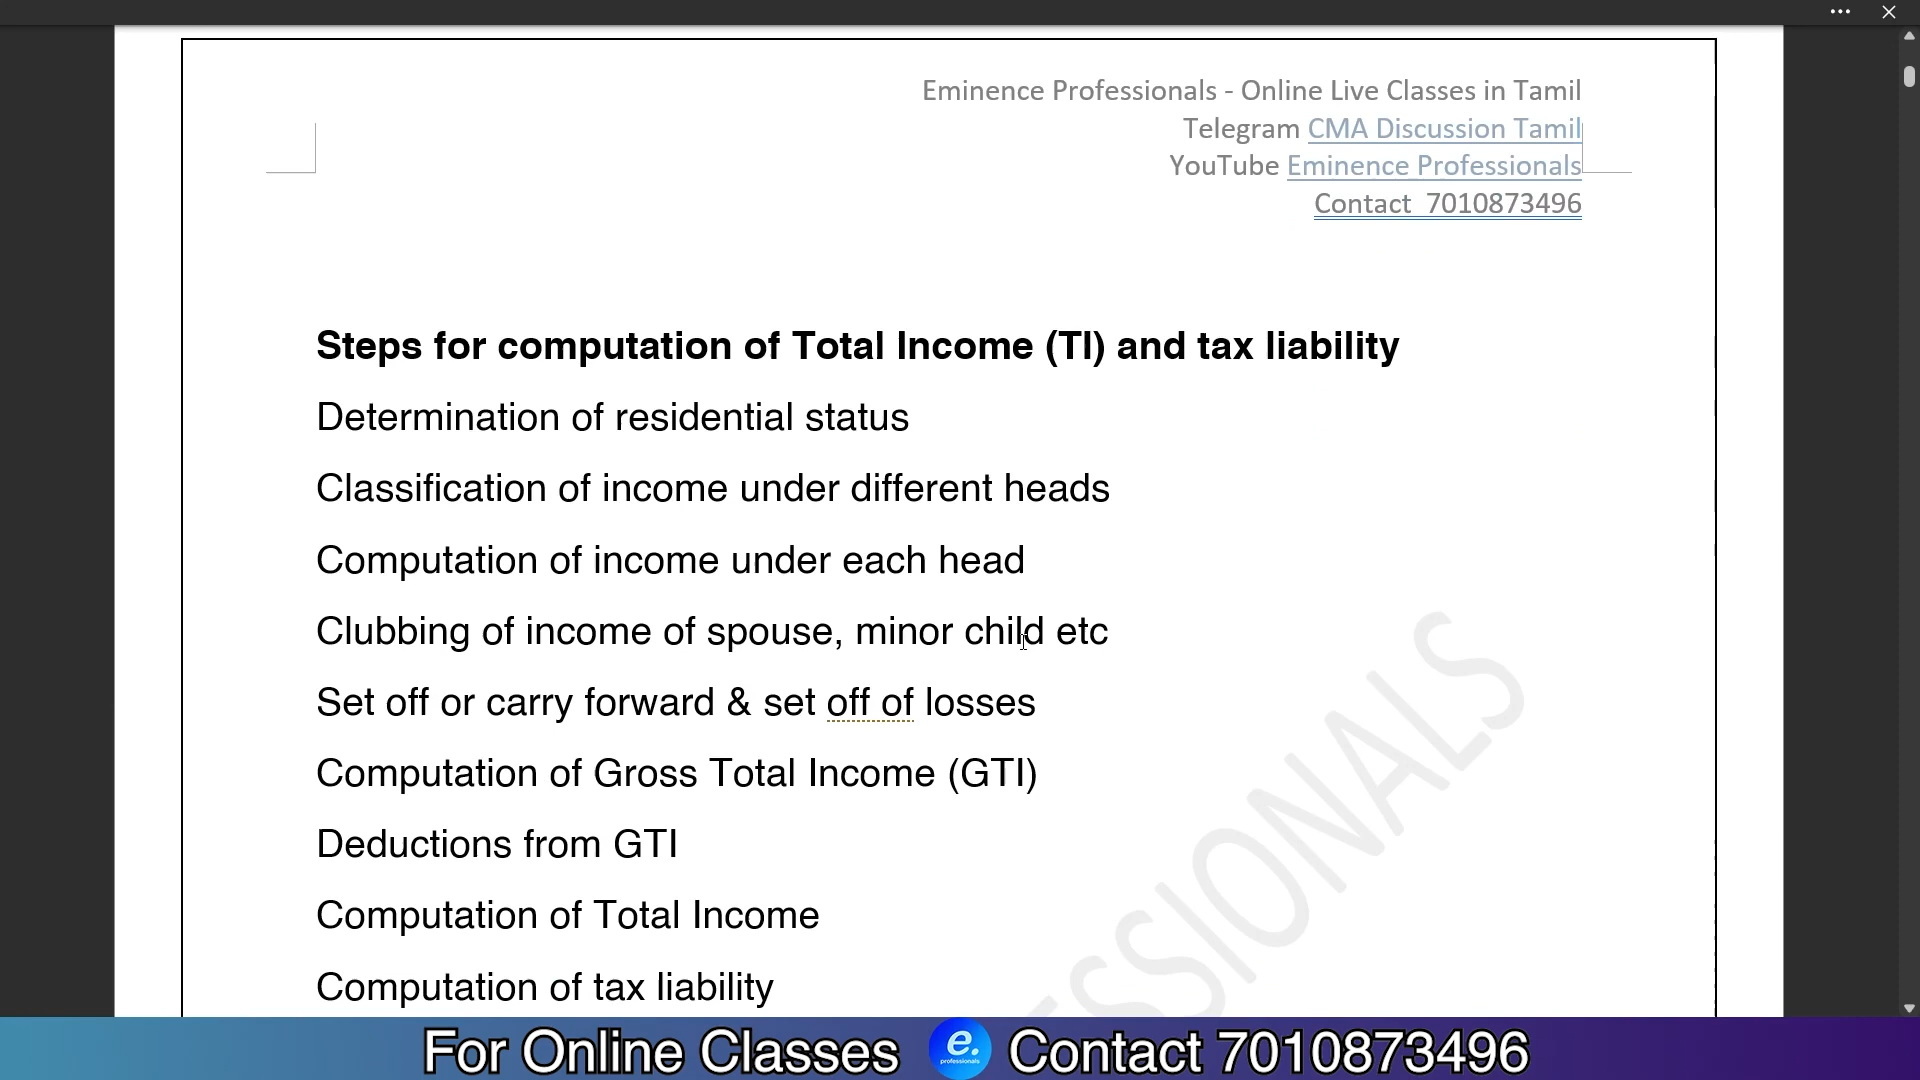 Eminence Professionals - Online Live Classes in Tamil
Telegram CMA Discussion Tamil
YouTube Eminence Professionals
Contact 7010873496
Steps for computation of Total Income (TI) and tax liability
Determination of residential status
Classification of income under different heads
Computation of income under each head
Clubbing of income of spouse, minor child etc
Set off or carry forward & set off of losses
Computation of Gross Total Income (GTI)
Deductions from GTI
Computation of Total Income
Computation of tax liability
ESSIONALS
For Online Classes e. professionals Contact 7010873496